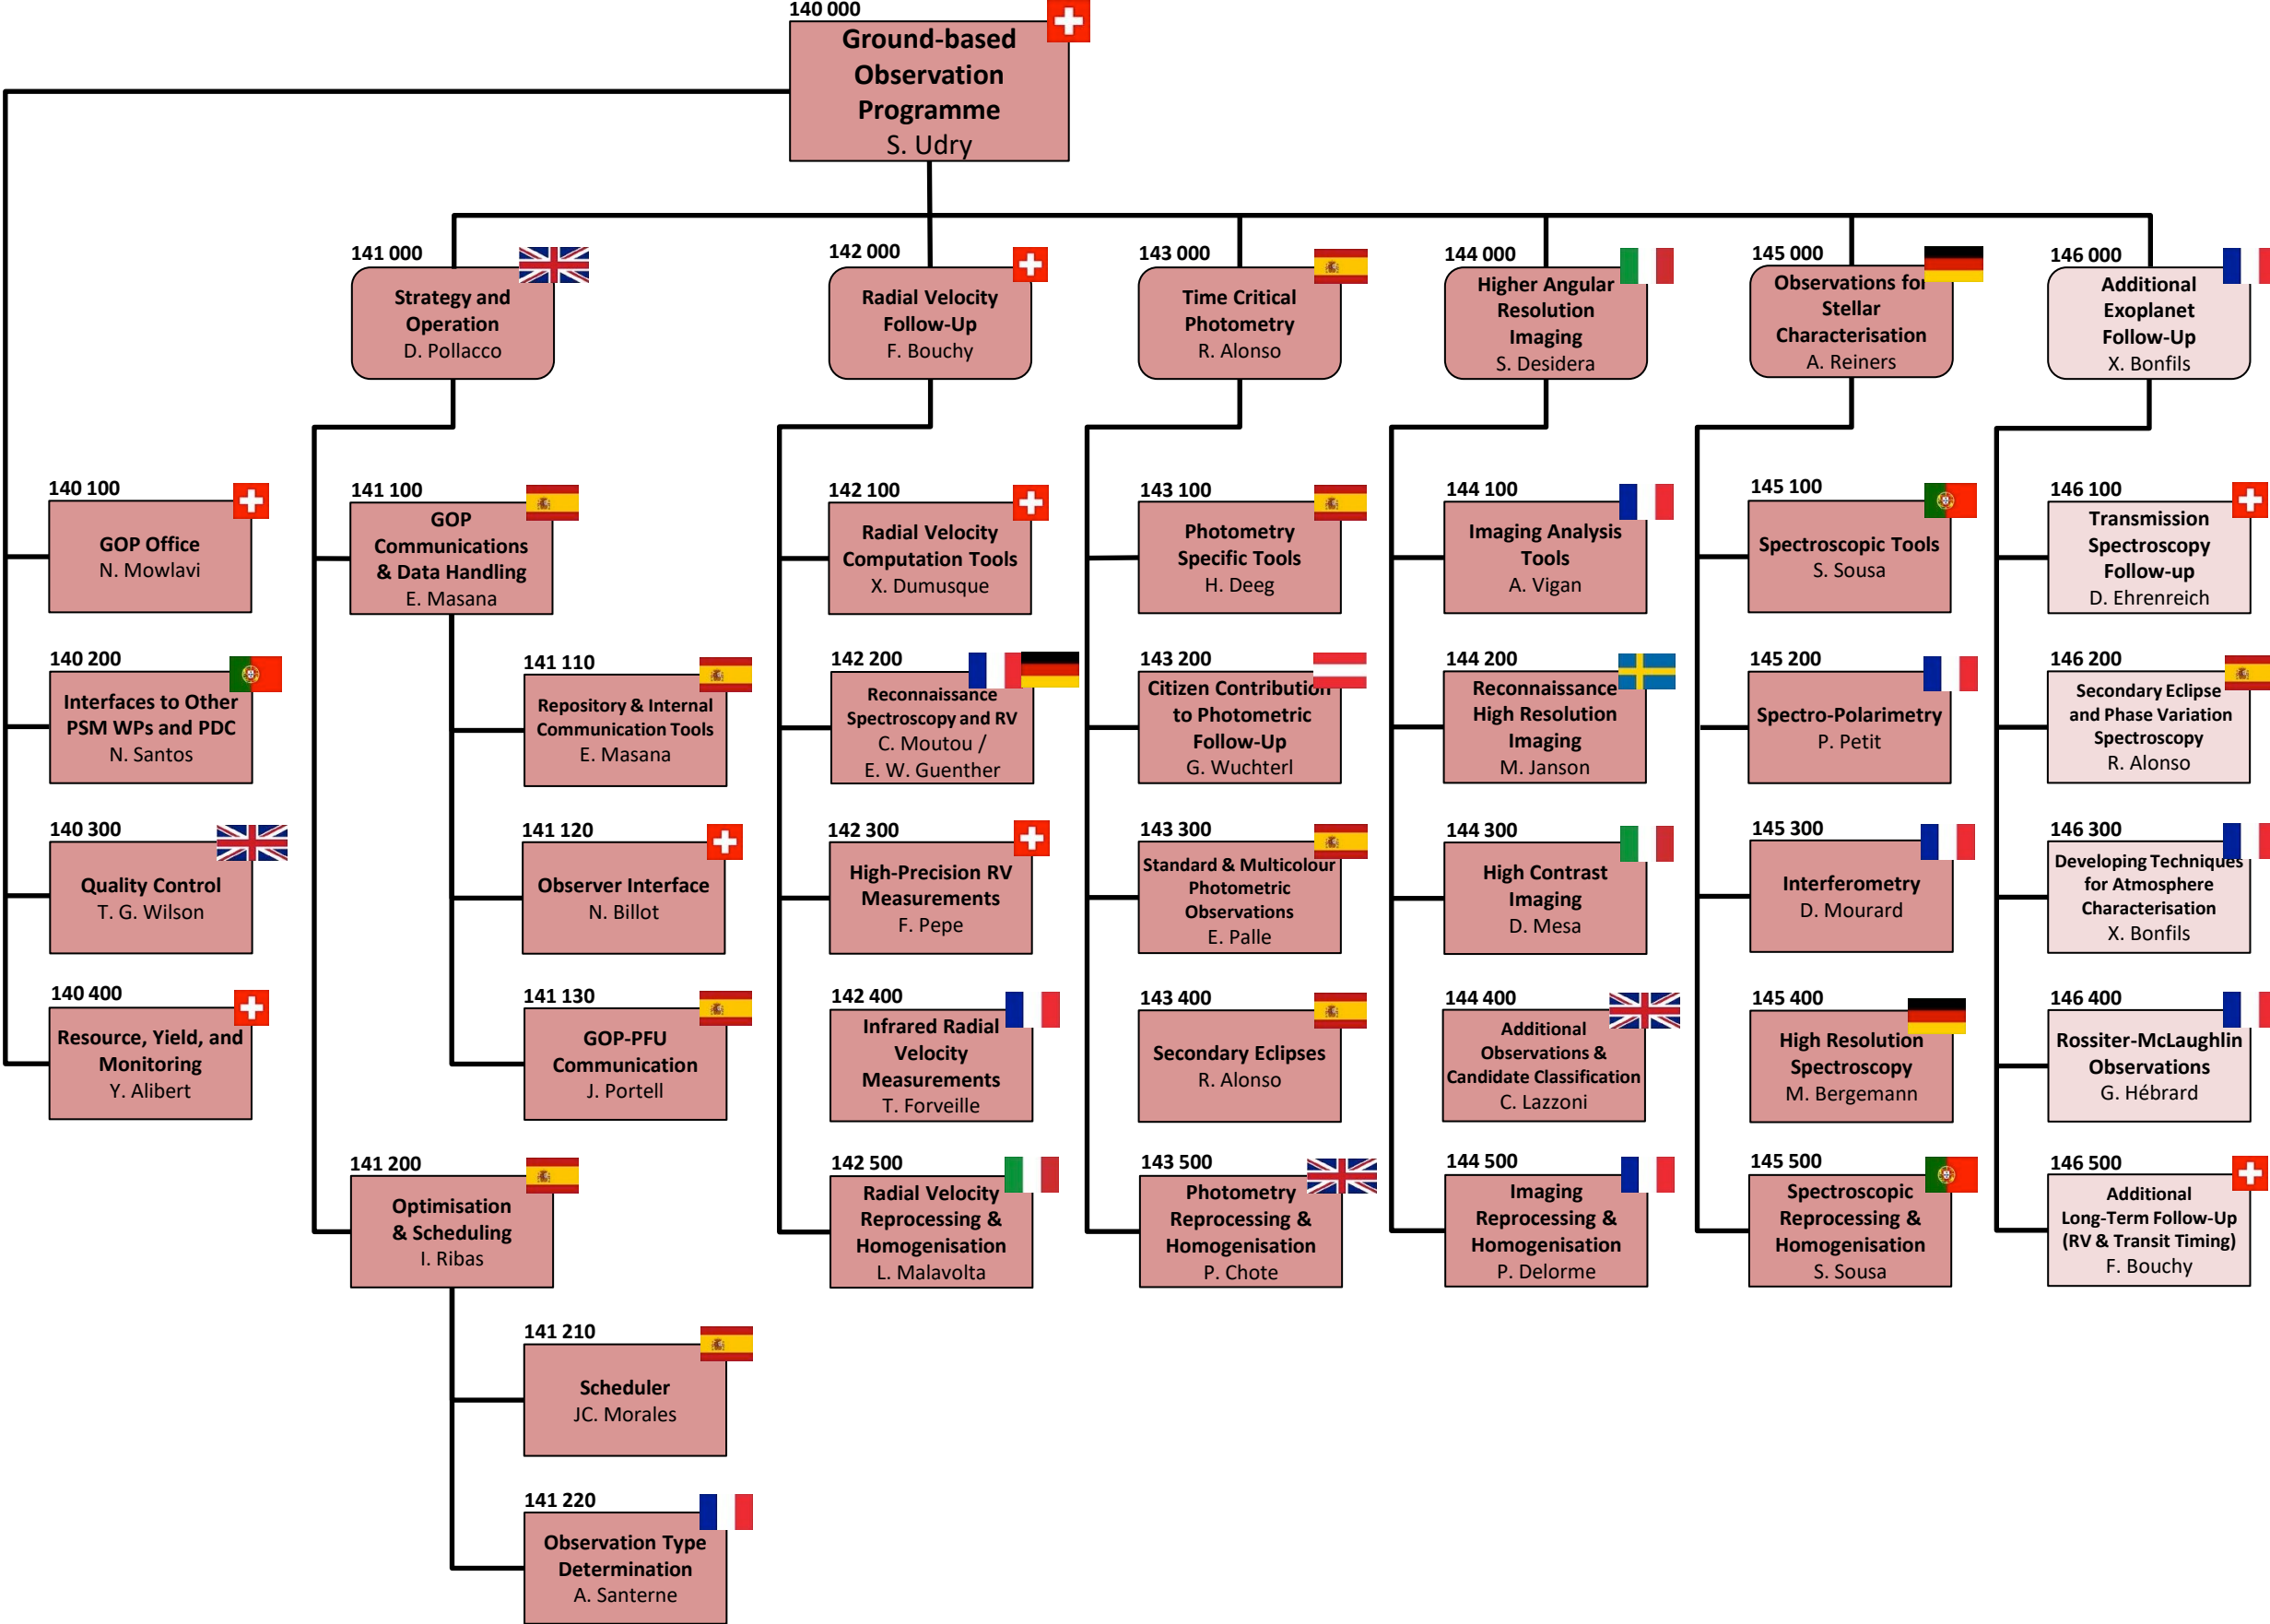 140 000
Ground-based
Observation
Programme
S. Udry
141 000
Strategy and
Operation
D. Pollacco
142 000
Radial Velocity
Follow-Up
F. Bouchy
143 000
Time Critical
Photometry
R. Alonso
144 000
Higher Angular
Resolution
Imaging
S. Desidera
145 000
Observations for
Stellar
Characterisation
A. Reiners
146 000
Additional
Exoplanet
Follow-Up
X. Bonfils
140 100
GOP Office
N. Mowlavi
140 200
Interfaces to Other
PSM WPs and PDC
N. Santos
140 300
Quality Control
T. G. Wilson
140 400
Resource, Yield, and
Monitoring
Y. Alibert
141 100
GOP
Communications
& Data Handling
E. Masana
141 110
Repository & Internal
Communication Tools
E. Masana
141 120
Observer Interface
N. Billot
141 130
GOP-PFU
Communication
J. Portell
141 200
Optimisation
& Scheduling
I. Ribas
141 210
Scheduler
JC. Morales
141 220
Observation Type
Determination
A. Santerne
142 100
Radial Velocity
Computation Tools
X. Dumusque
142 200
Reconnaissance
Spectroscopy and RV
C. Moutou /
E. W. Guenther
142 300
High-Precision RV
Measurements
F. Pepe
142 400
Infrared Radial
Velocity
Measurements
T. Forveille
142 500
Radial Velocity
Reprocessing &
Homogenisation
L. Malavolta
143 100
Photometry
Specific Tools
H. Deeg
143 200
Citizen Contribution
to Photometric
Follow-Up
G. Wuchterl
143 300
Standard & Multicolour
Photometric
Observations
E. Palle
143 400
Secondary Eclipses
R. Alonso
143 500
Photometry
Reprocessing &
Homogenisation
P. Chote
144 100
Imaging Analysis
Tools
A. Vigan
144 200
Reconnaissance
High Resolution
Imaging
M. Janson
144 300
High Contrast
Imaging
D. Mesa
144 400
Additional
Observations &
Candidate Classification
C. Lazzoni
144 500
Imaging
Reprocessing &
Homogenisation
P. Delorme
145 100
Spectroscopic Tools
S. Sousa
145 200
Spectro-Polarimetry
P. Petit
145 300
Interferometry
D. Mourard
145 400
High Resolution
Spectroscopy
M. Bergemann
145 500
Spectroscopic
Reprocessing &
Homogenisation
S. Sousa
146 100
Transmission
Spectroscopy
Follow-up
D. Ehrenreich
146 200
Secondary Eclipse
and Phase Variation
Spectroscopy
R. Alonso
146 300
Developing Techniques
for Atmosphere
Characterisation
X. Bonfils
146 400
Rossiter-McLaughlin
Observations
G. Hébrard
146 500
Additional
Long-Term Follow-Up
(RV & Transit Timing)
F. Bouchy